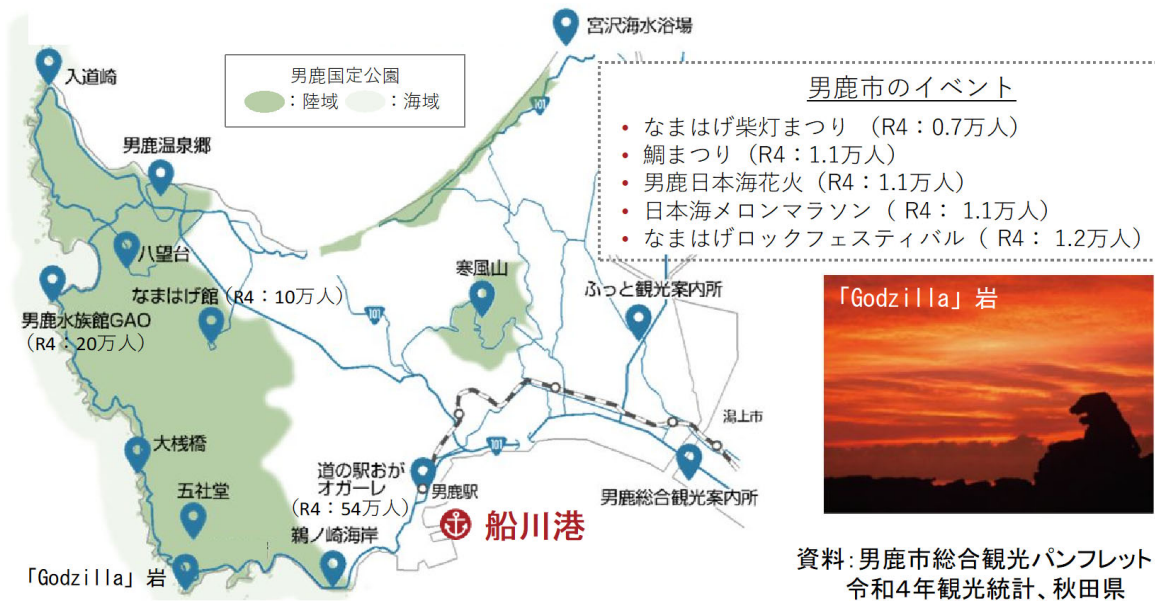 宮沢海水浴場
入道崎
男鹿国定公園
：陸域 ：海域
男鹿市のイベント
• なまはげ柴灯まつり （R4：0.7万人）
• 鯛まつり（R4：1.1万人）
• 男鹿日本海花火（R4：1.1万人）
• 日本海メロンマラソン（ R4： 1.1万人）
• なまはげロックフェスティバル（ R4： 1.2万人）
101
男鹿温泉郷
八望台
寒風山
ふっと観光案内所
なまはげ館（R4：10万人）
男鹿水族館GAO
（R4：20万人）
101
「Godzilla」岩
潟上市
大桟橋
101
道の駅おが
オガーレ
（R4：54万人）
男鹿駅
男鹿総合観光案内所
五社堂
船川港
鵜ノ崎海岸
「Godzilla」岩
資料：男鹿市総合観光パンフレット
令和4年観光統計、秋田県